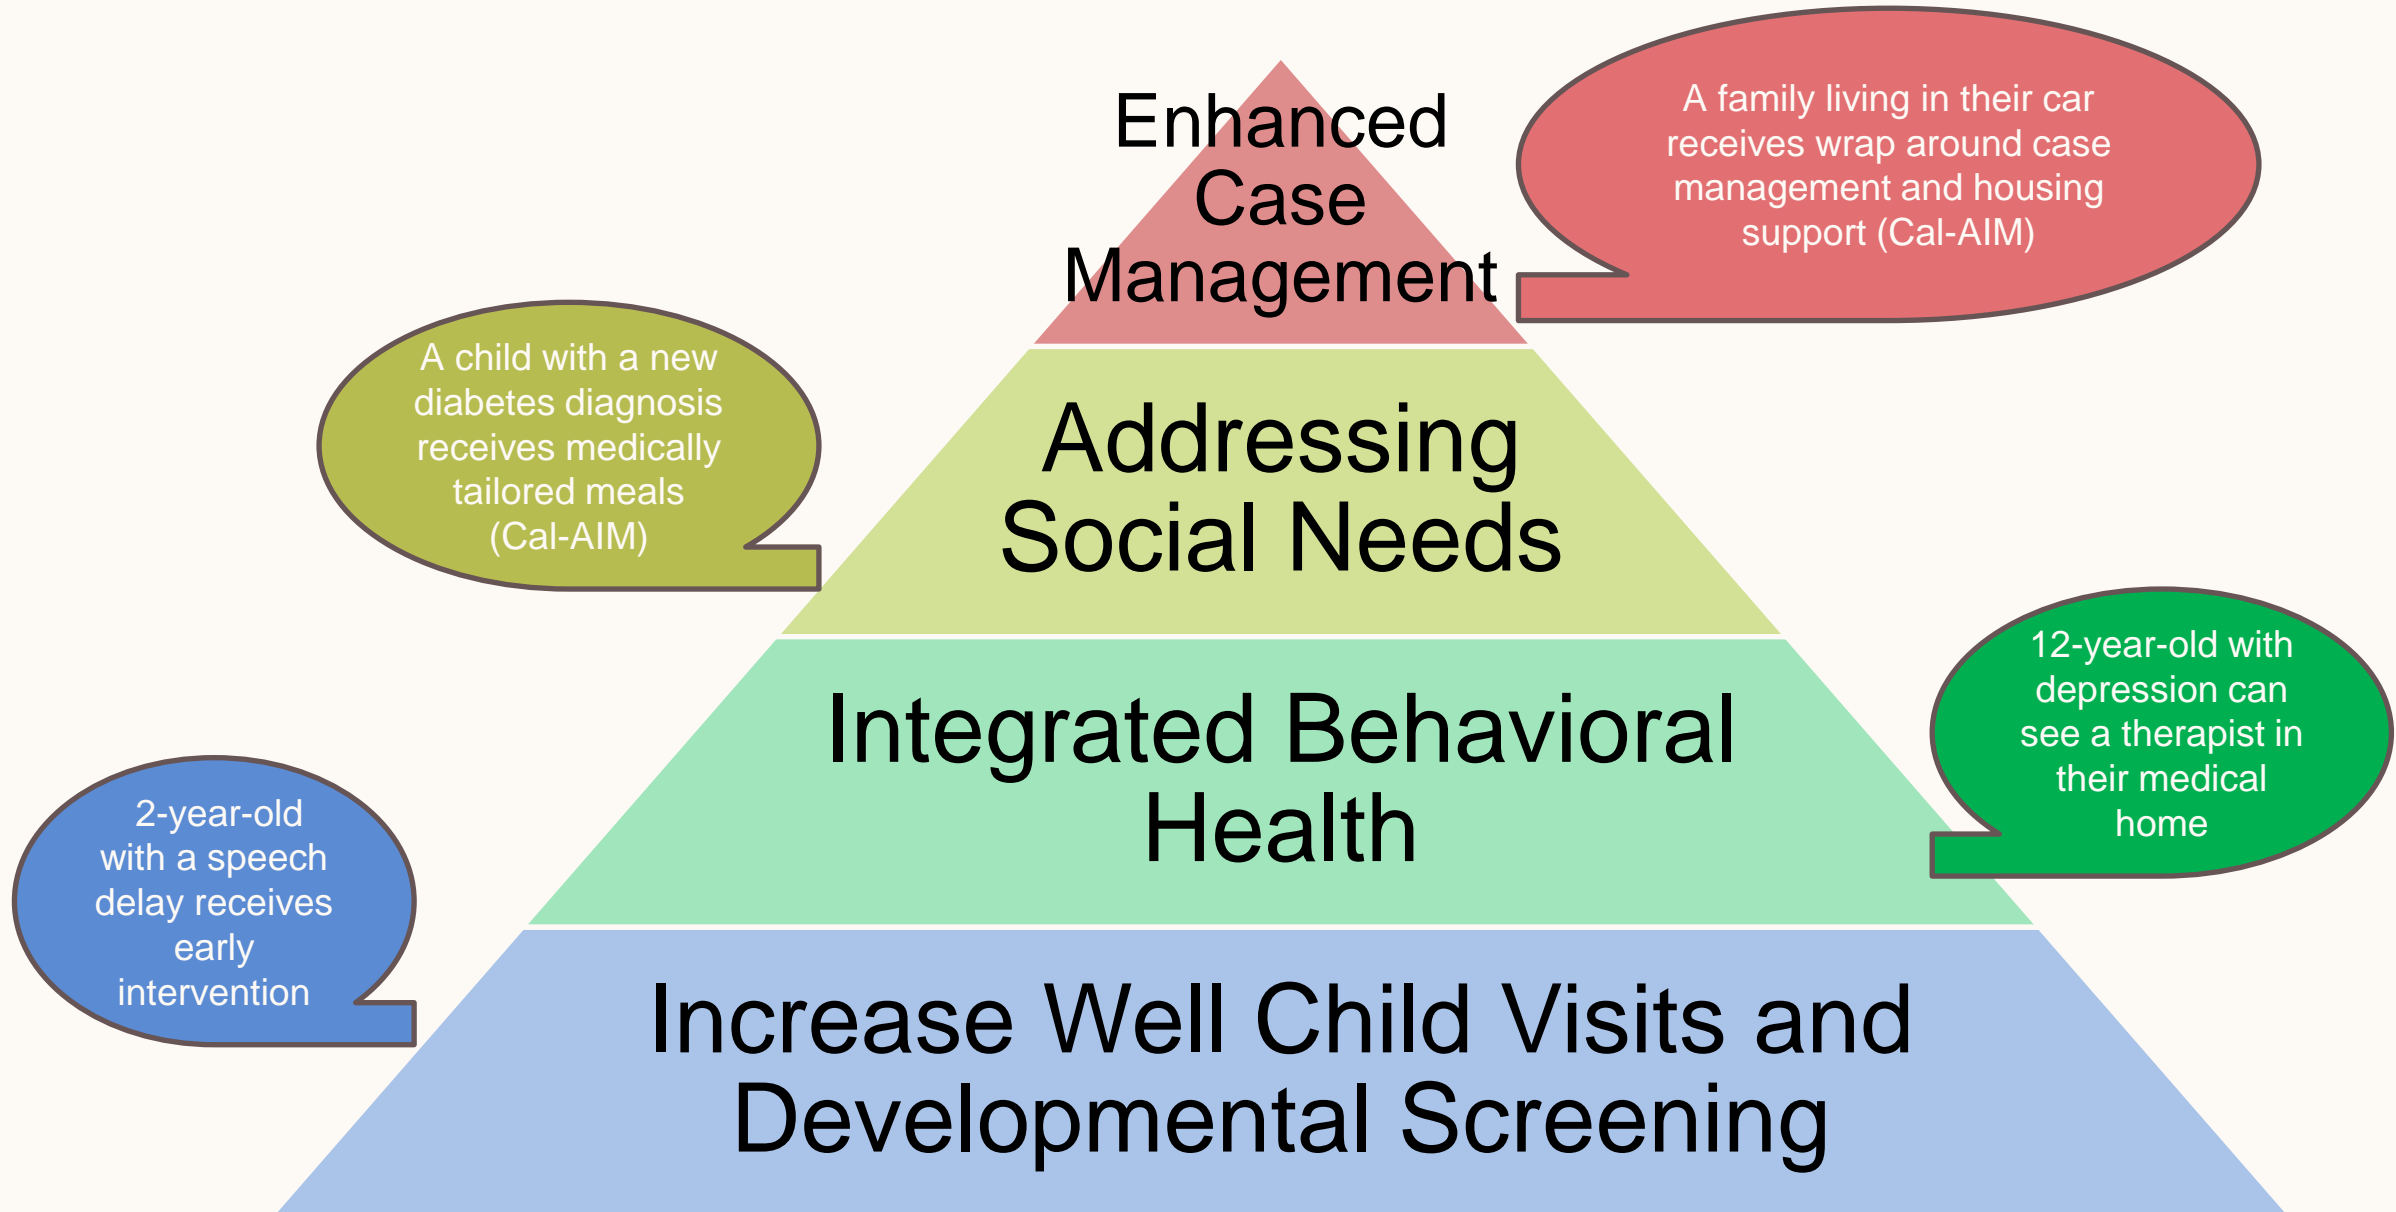 Enhanced
Case
Management
A family living in their car
receives wrap around case
management and housing
support (Cal-AIM)
A child with a new
diabetes diagnosis
receives medically
tailored meals
(Cal-AIM)
Addressing
Social Needs
Integrated Behavioral
Health
12-year-old with
depression can
see a therapist in
their medical
home
2-year-old
with a speech
delay receives
early
intervention
Increase Well Child Visits and
Developmental Screening